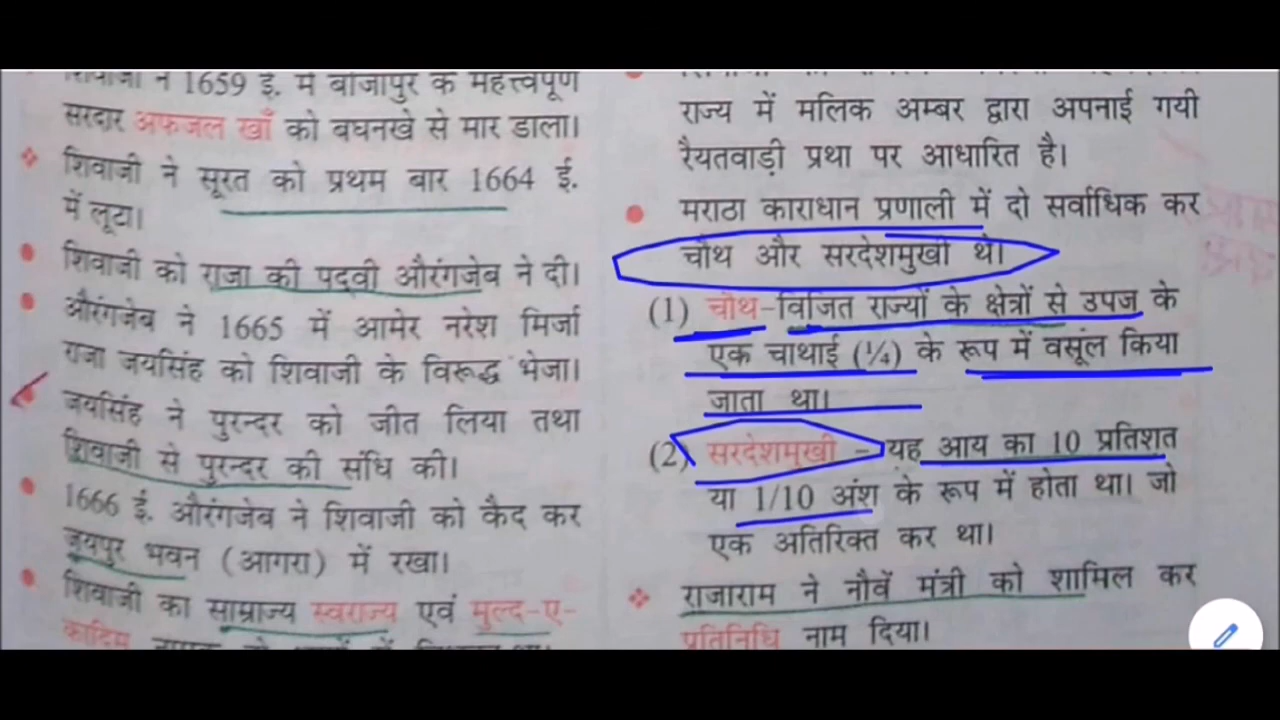 शिवाजी ने 1659 ई. में बीजापुर के महत्त्वपूर्ण
सरदार अफजल खाँ को बघनखे से मार डाला।
शिवाजी ने सूरत को प्रथम बार 1664 ई.
में लूटा।
शिवाजी को राजा की पद्वी औरंगजेब ने दी।
औरंगजेब ने 1665 में आमेर नरेश मिर्जा
राजा जयसिंह को शिवाजी के विरूद्ध भेजा।
जयसिंह ने पुरन्दर को जीत लिया तथा
शिवाजी से पुरन्दर की संधि की।
1666 ई. औरंगजेब ने शिवाजी को कैद कर
जयपुर भवन (आगरा) में रखा।
शिवाजी का साम्राज्य स्वराज्य एवं मुल्द-ए-
कादिम
राज्य में मलिक अम्बर द्वारा अपनाई गयी
रैयतवाड़ी प्रथा पर आधारित है।
मराठा काराधान प्रणाली में दो सर्वाधिक कर
चौथ और सरदेशमुखी थे।
(1) चौथ-विजित राज्यों के क्षेत्रों से उपज के
एक चाथाई (1/4) के रूप में वसूल किया
जाता था।
(2) सरदेशमुखी - यह आय का 10 प्रतिशत
या 1/10 अंश के रूप में होता था। जो
एक अतिरिक्त कर था।
राजाराम ने नौवें मंत्री को शामिल कर
प्रतिनिधि नाम दिया।